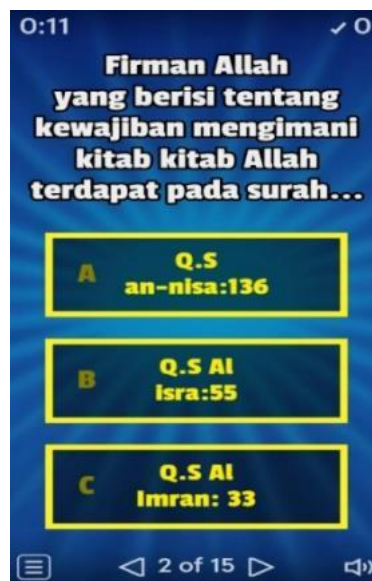 0:11 ✓ 0
Firman Allah
yang berisi tentang
kewajiban mengimani
kitab kitab Allah
terdapat pada surah...
A Q.S
an-nisa:136
B Q.S Al
isra:55
C Q.S Al
Imran: 33
2 of 15